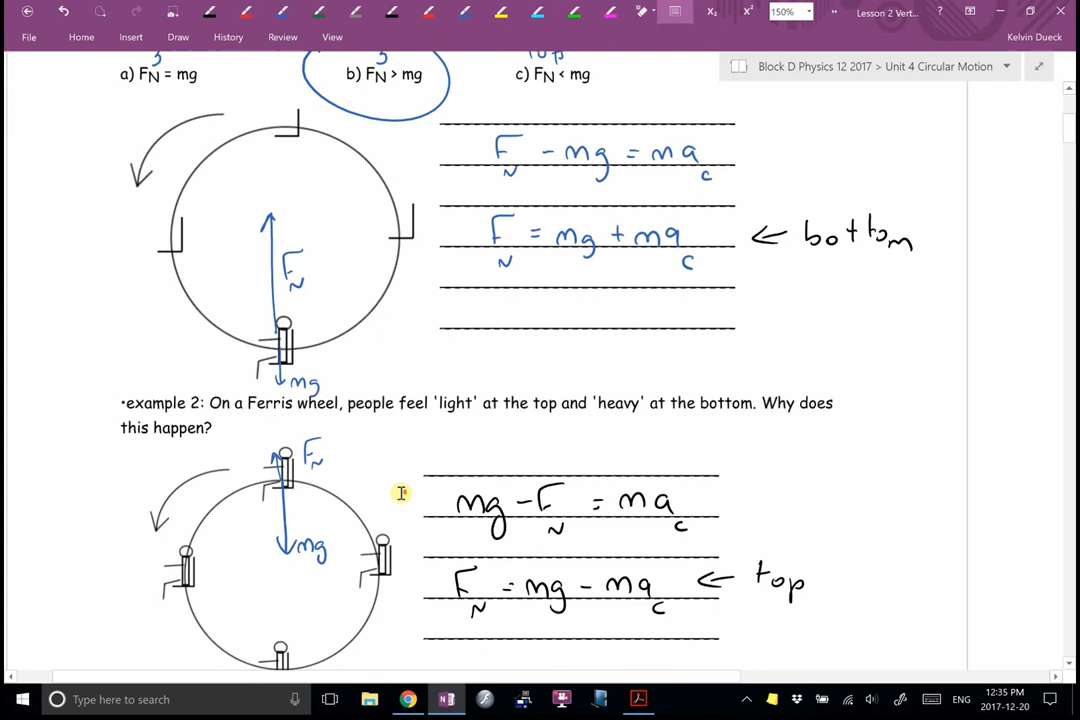 X₂ X² 150% Lesson 2 Vert... ? Kelvin Dueck
File Home Insert Draw History Review View
Block D Physics 12 2017 > Unit 4 Circular Motion
a) FN = mg b) FN > mg c) FN < mg
FN - mg = mac
FN = mg + mac ← bottom
FN
mg
•example 2: On a Ferris wheel, people feel 'light' at the top and 'heavy' at the bottom. Why does
this happen?
FN
mg
mg - FN = mac
FN = mg - mac ← top
Type here to search
ENG 12:35 PM
2017-12-20